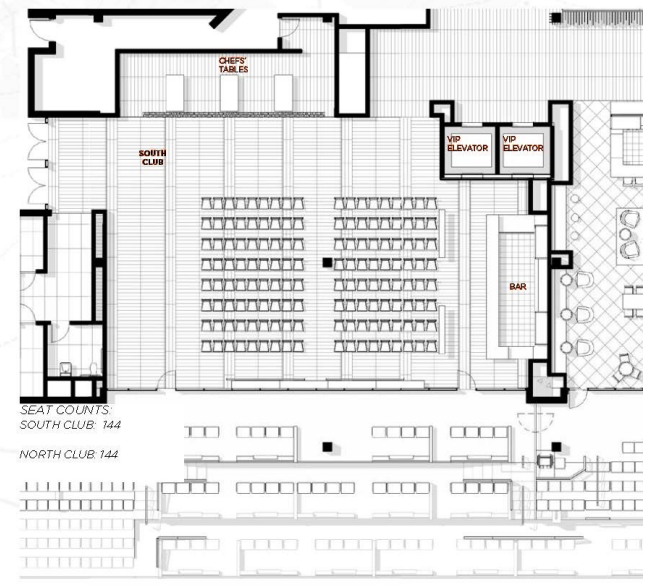 CHEFS'
TABLES
SOUTH
CLUB
VIP
ELEVATOR
VIP
ELEVATOR
BAR
SEAT COUNTS:
SOUTH CLUB: 144
NORTH CLUB: 144